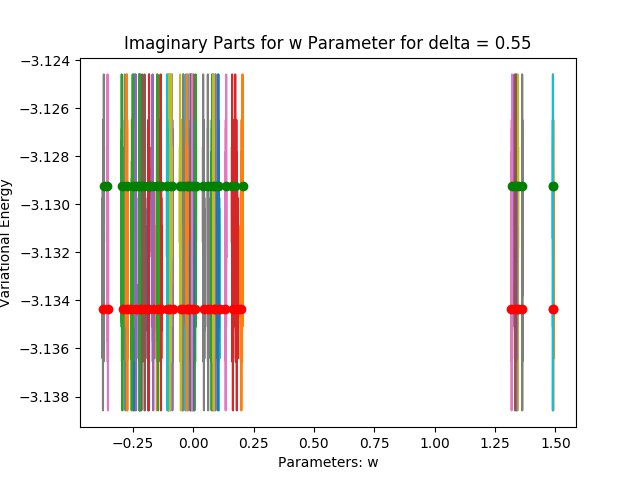 Imaginary Parts for w Parameter for delta = 0.55
Variational Energy
−3.124
−3.126
−3.128
−3.130
−3.132
−3.134
−3.136
−3.138
−0.25 0.00 0.25 0.50 0.75 1.00 1.25 1.50
Parameters: w